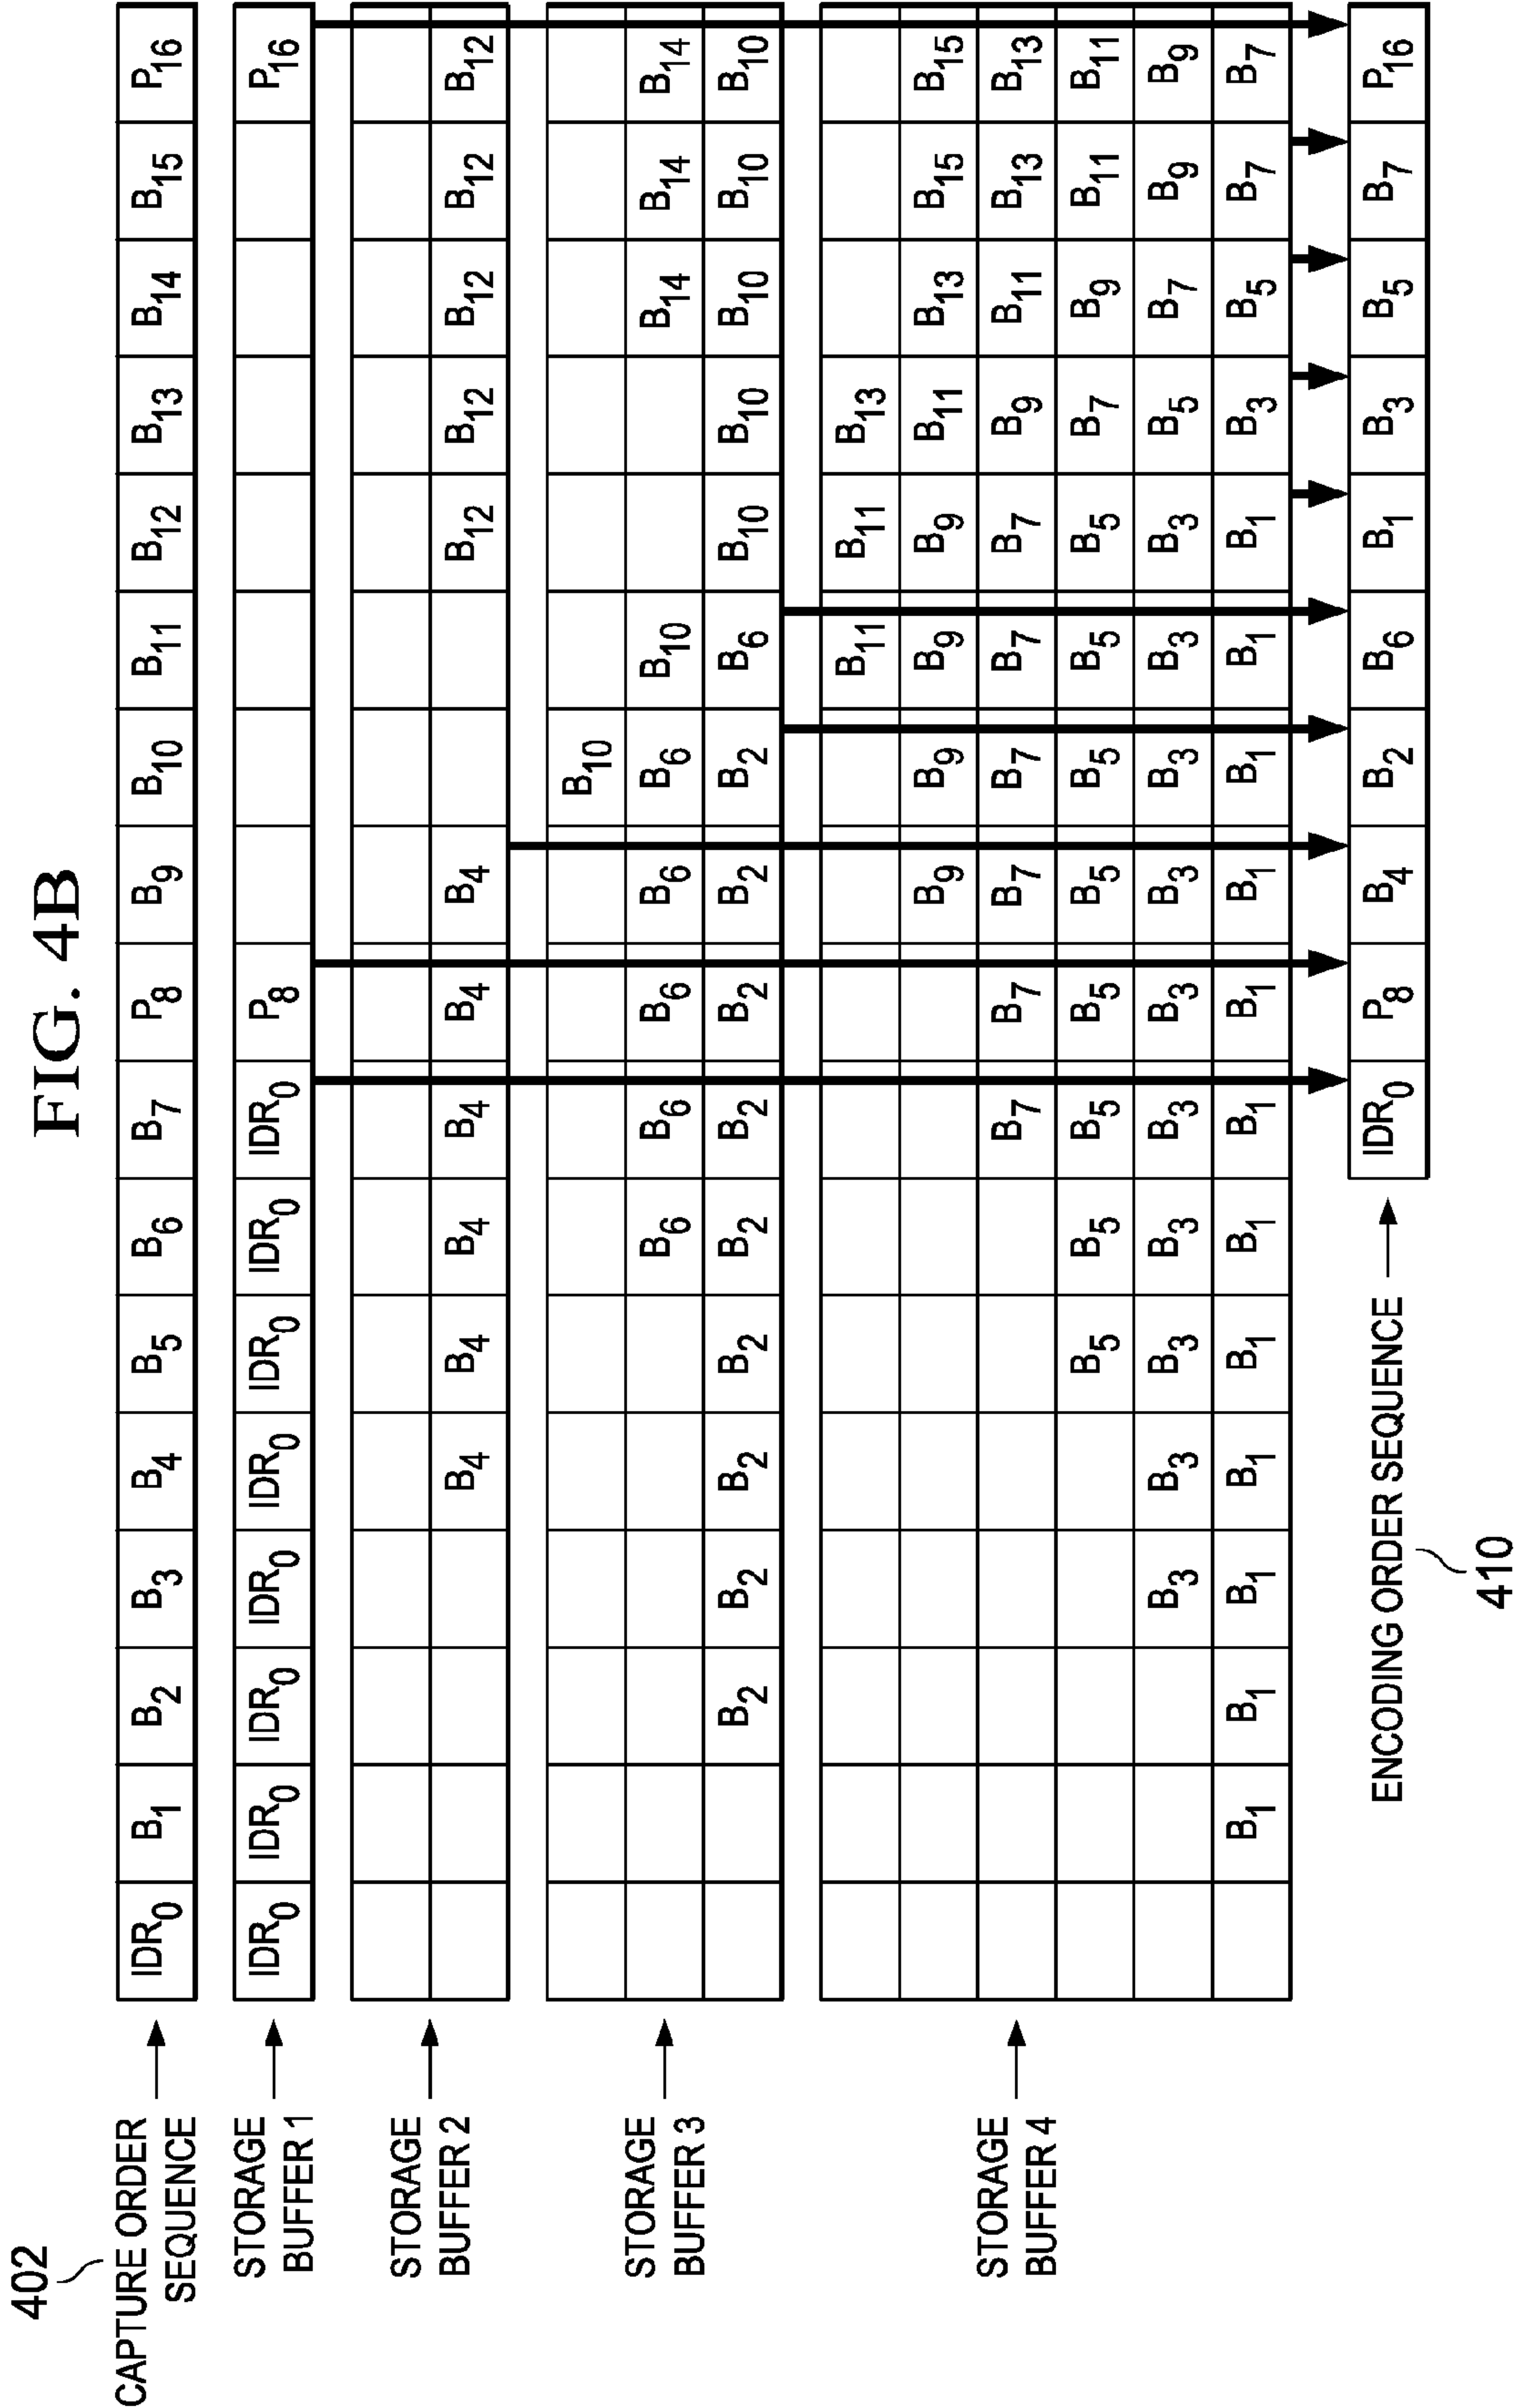 FIG. 4B
402
CAPTURE ORDER SEQUENCE IDR0 B1 B2 B3 B4 B5 B6 B7 P8 B9 B10 B11 B12 B13 B14 B15 P16
STORAGE BUFFER 1 IDR0 IDR0 IDR0 IDR0 IDR0 IDR0 IDR0 IDR0 P8 P16
STORAGE BUFFER 2
B4 B4 B4 B4 B4 B4 B12 B12 B12 B12 B12
STORAGE BUFFER 3
B10
B6 B6 B6 B6 B6 B10 B14 B14 B14
B2 B2 B2 B2 B2 B2 B2 B2 B2 B6 B10 B10 B10 B10 B10
STORAGE BUFFER 4
B11 B11 B13
B9 B9 B9 B9 B11 B13 B15 B15
B7 B7 B7 B7 B7 B7 B9 B11 B13 B13
B5 B5 B5 B5 B5 B5 B5 B5 B7 B9 B11 B11
B3 B3 B3 B3 B3 B3 B3 B3 B3 B3 B5 B7 B9 B9
B1 B1 B1 B1 B1 B1 B1 B1 B1 B1 B1 B1 B3 B5 B7 B7
ENCODING ORDER SEQUENCE IDR0 P8 B4 B2 B6 B1 B3 B5 B7 P16
410